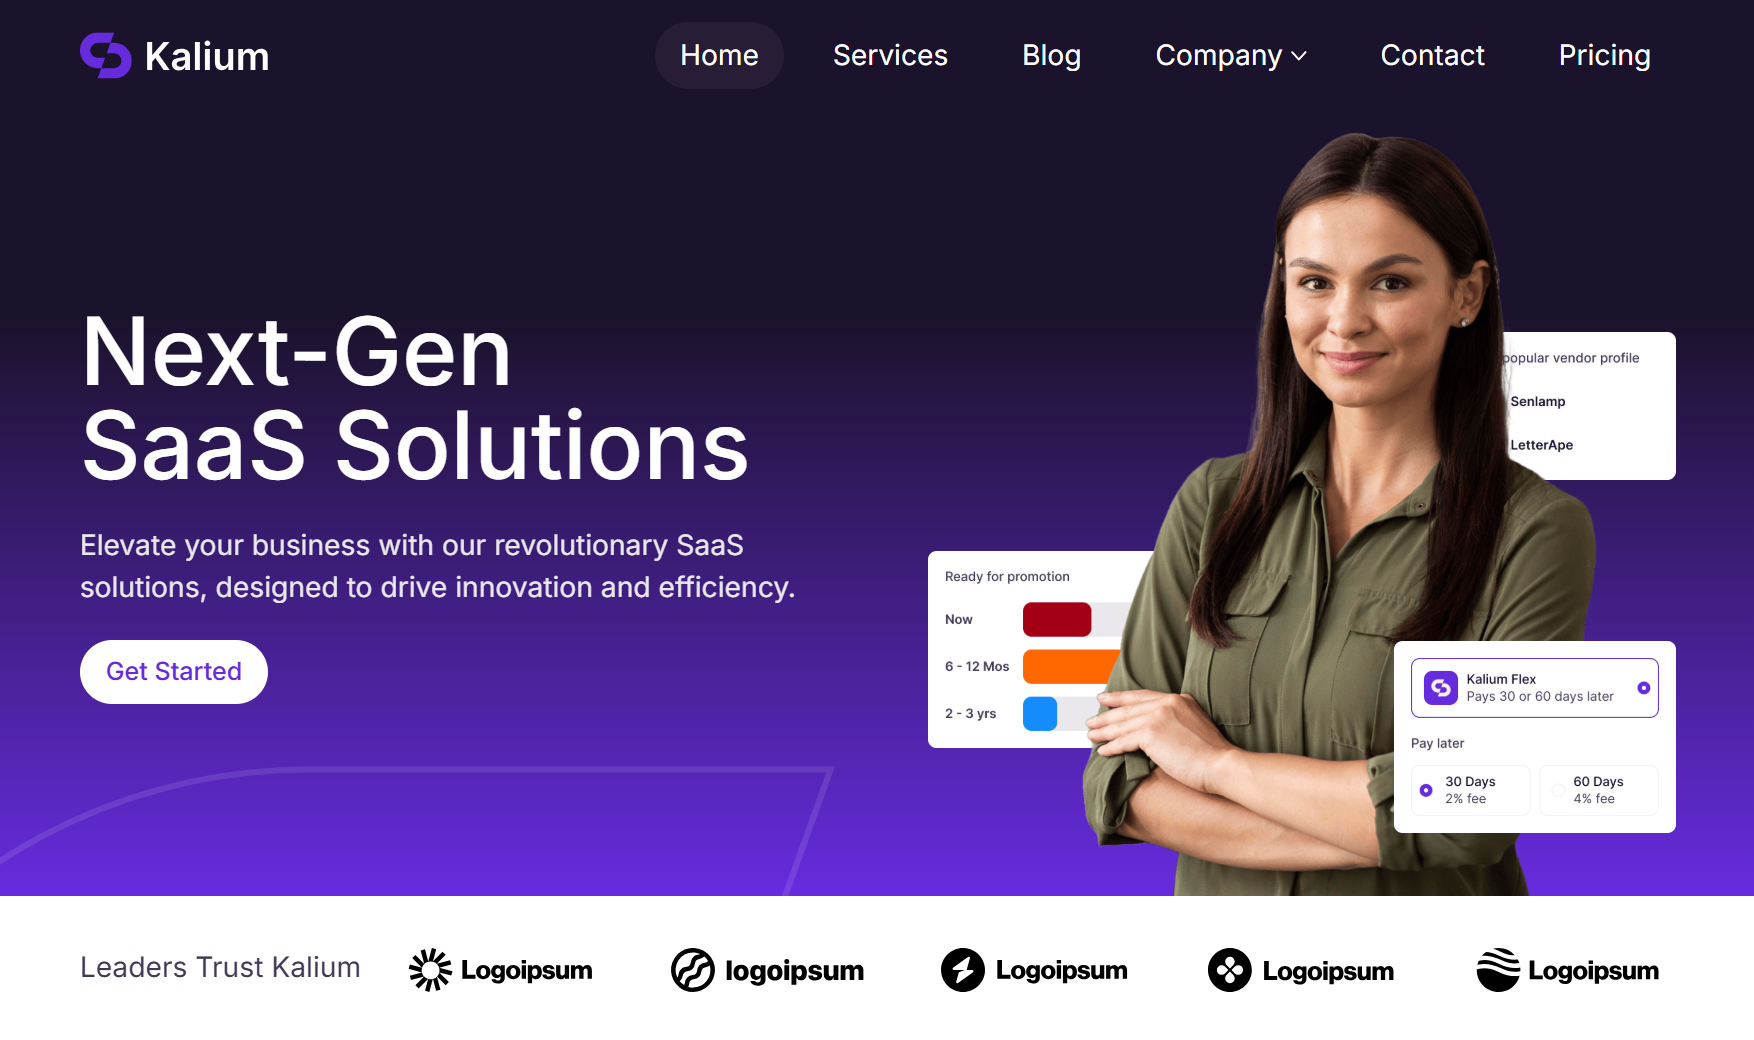 Kalium
Home
Services
Blog
Company
Contact
Pricing
Next-Gen
SaaS Solutions
Elevate your business with our revolutionary SaaS
solutions, designed to drive innovation and efficiency.
Get Started
popular vendor profile
Senlamp
LetterApe
Ready for promotion
Now
6 - 12 Mos
2 - 3 yrs
Kalium Flex
Pays 30 or 60 days later
Pay later
30 Days
2% fee
60 Days
4% fee
Leaders Trust Kalium
Logoipsum
logoipsum
Logoipsum
Logoipsum
Logoipsum